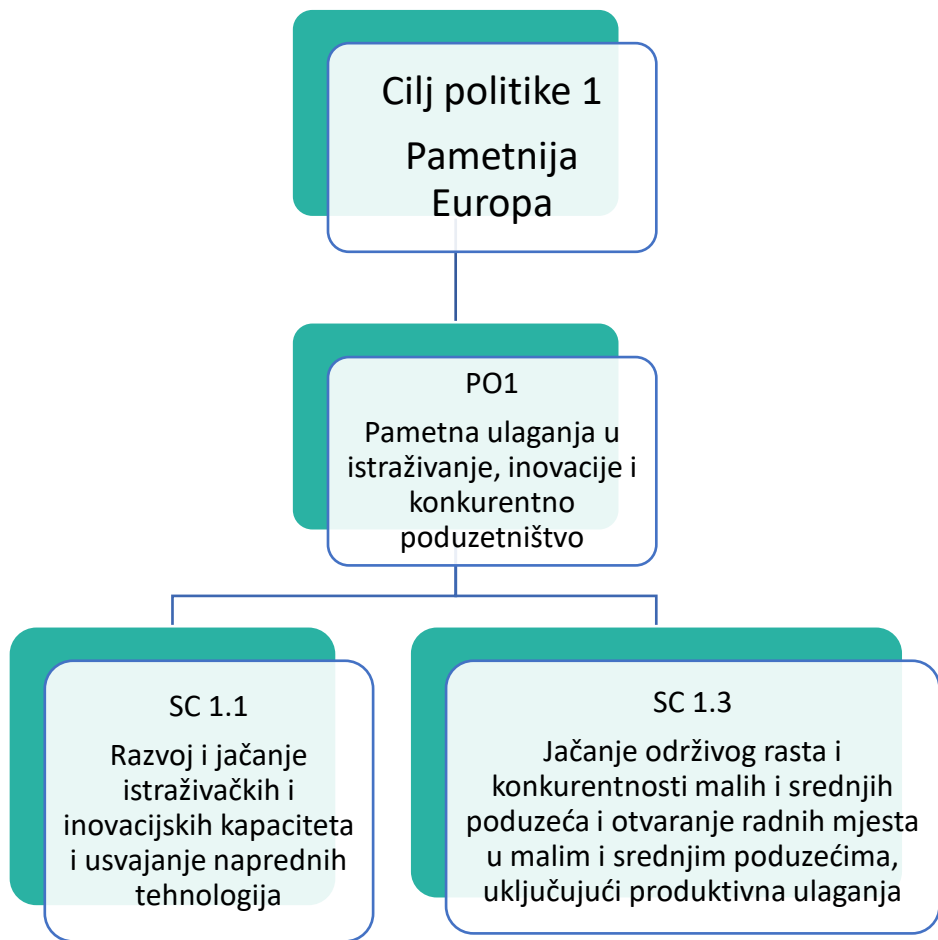 Cilj politike 1
Pametnija
Europa
PO1
Pametna ulaganja u
istraživanje, inovacije i
konkurentno
poduzetništvo
SC 1.1
Razvoj i jačanje
istraživačkih i
inovacijskih kapaciteta
i usvajanje naprednih
tehnologija
SC 1.3
Jačanje održivog rasta i
konkurentnosti malih i srednjih
poduzeća i otvaranje radnih mjesta
u malim i srednjim poduzećima,
uključujući produktivna ulaganja